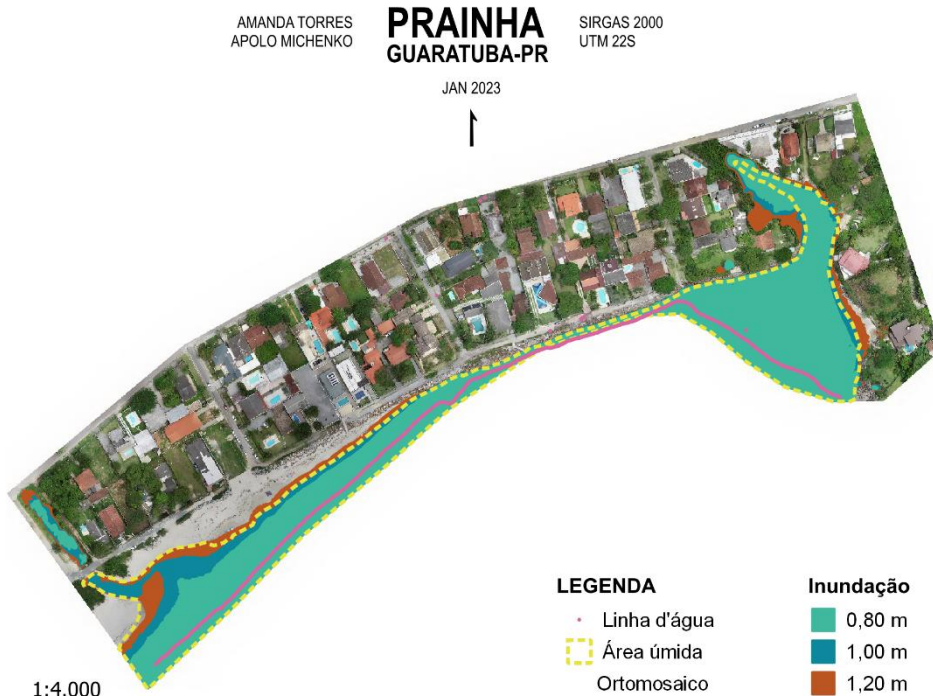 AMANDA TORRES
APOLO MICHENKO
PRAINHA
GUARATUBA-PR
SIRGAS 2000
UTM 22S
JAN 2023
LEGENDA
Linha d'água
Área úmida
Ortomosaico
Inundação
0,80 m
1,00 m
1,20 m
1:4.000